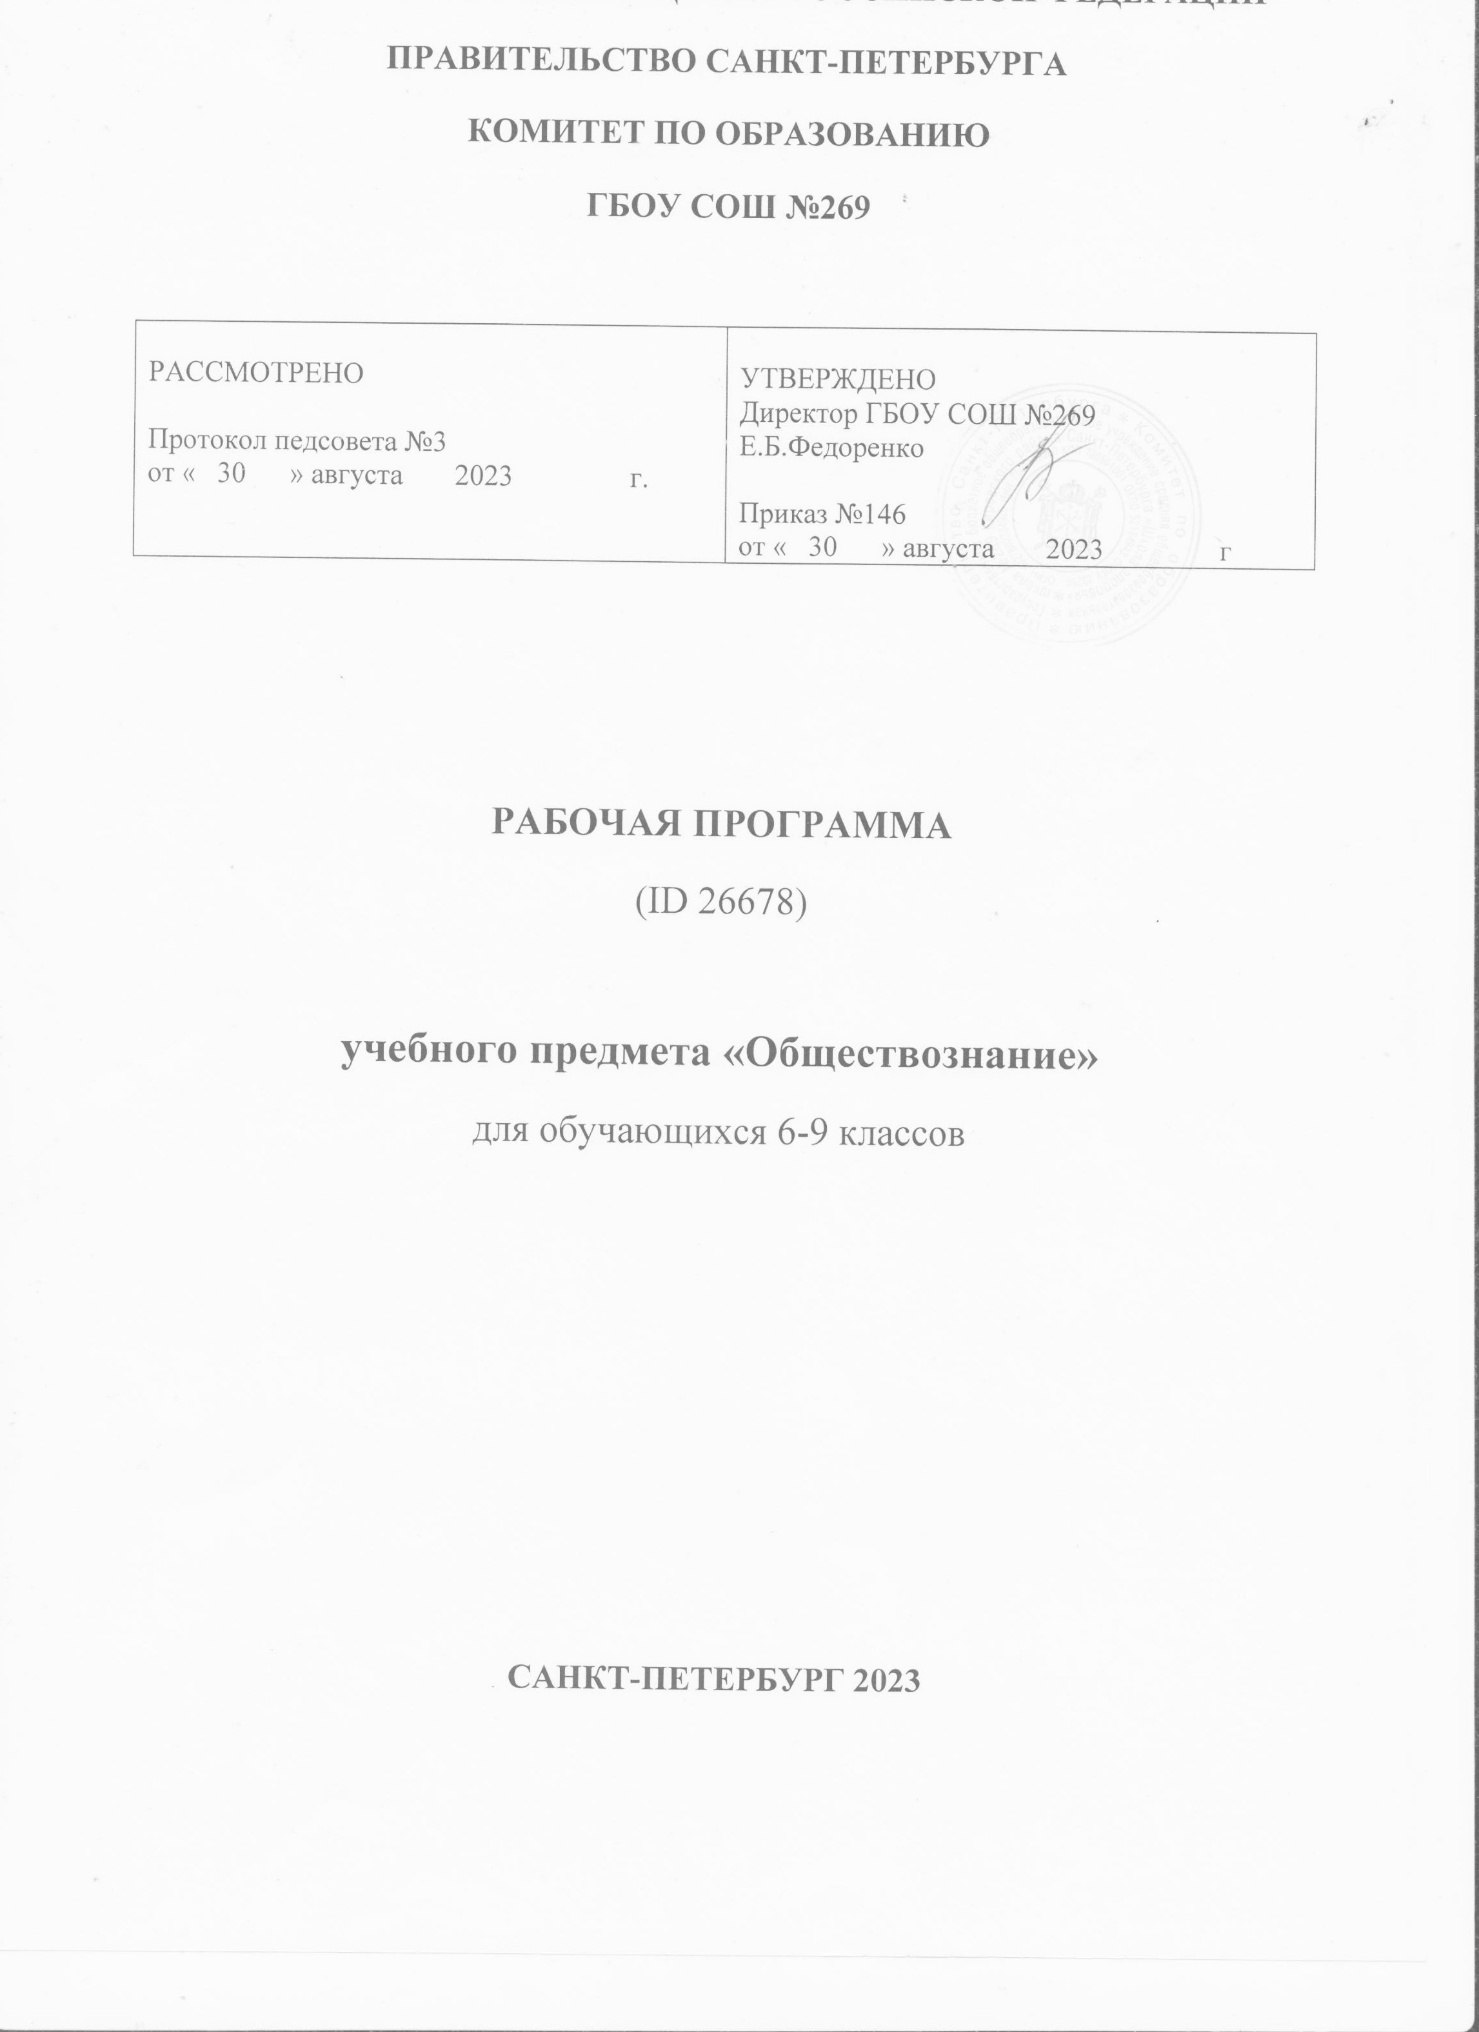 ФЕДЕРАЦИИ
ПРАВИТЕЛЬСТВО САНКТ-ПЕТЕРБУРГА
КОМИТЕТ ПО ОБРАЗОВАНИЮ
ГБОУ СОШ №269
РАССМОТРЕНО
Протокол педсовета №3
от « 30 » августа 2023 г.
УТВЕРЖДЕНО
Директор ГБОУ СОШ №269
Е.Б.Федоренко
Приказ №146
от « 30 » августа 2023 г
РАБОЧАЯ ПРОГРАММА
(ID 26678)
учебного предмета «Обществознание»
для обучающихся 6-9 классов
САНКТ-ПЕТЕРБУРГ 2023